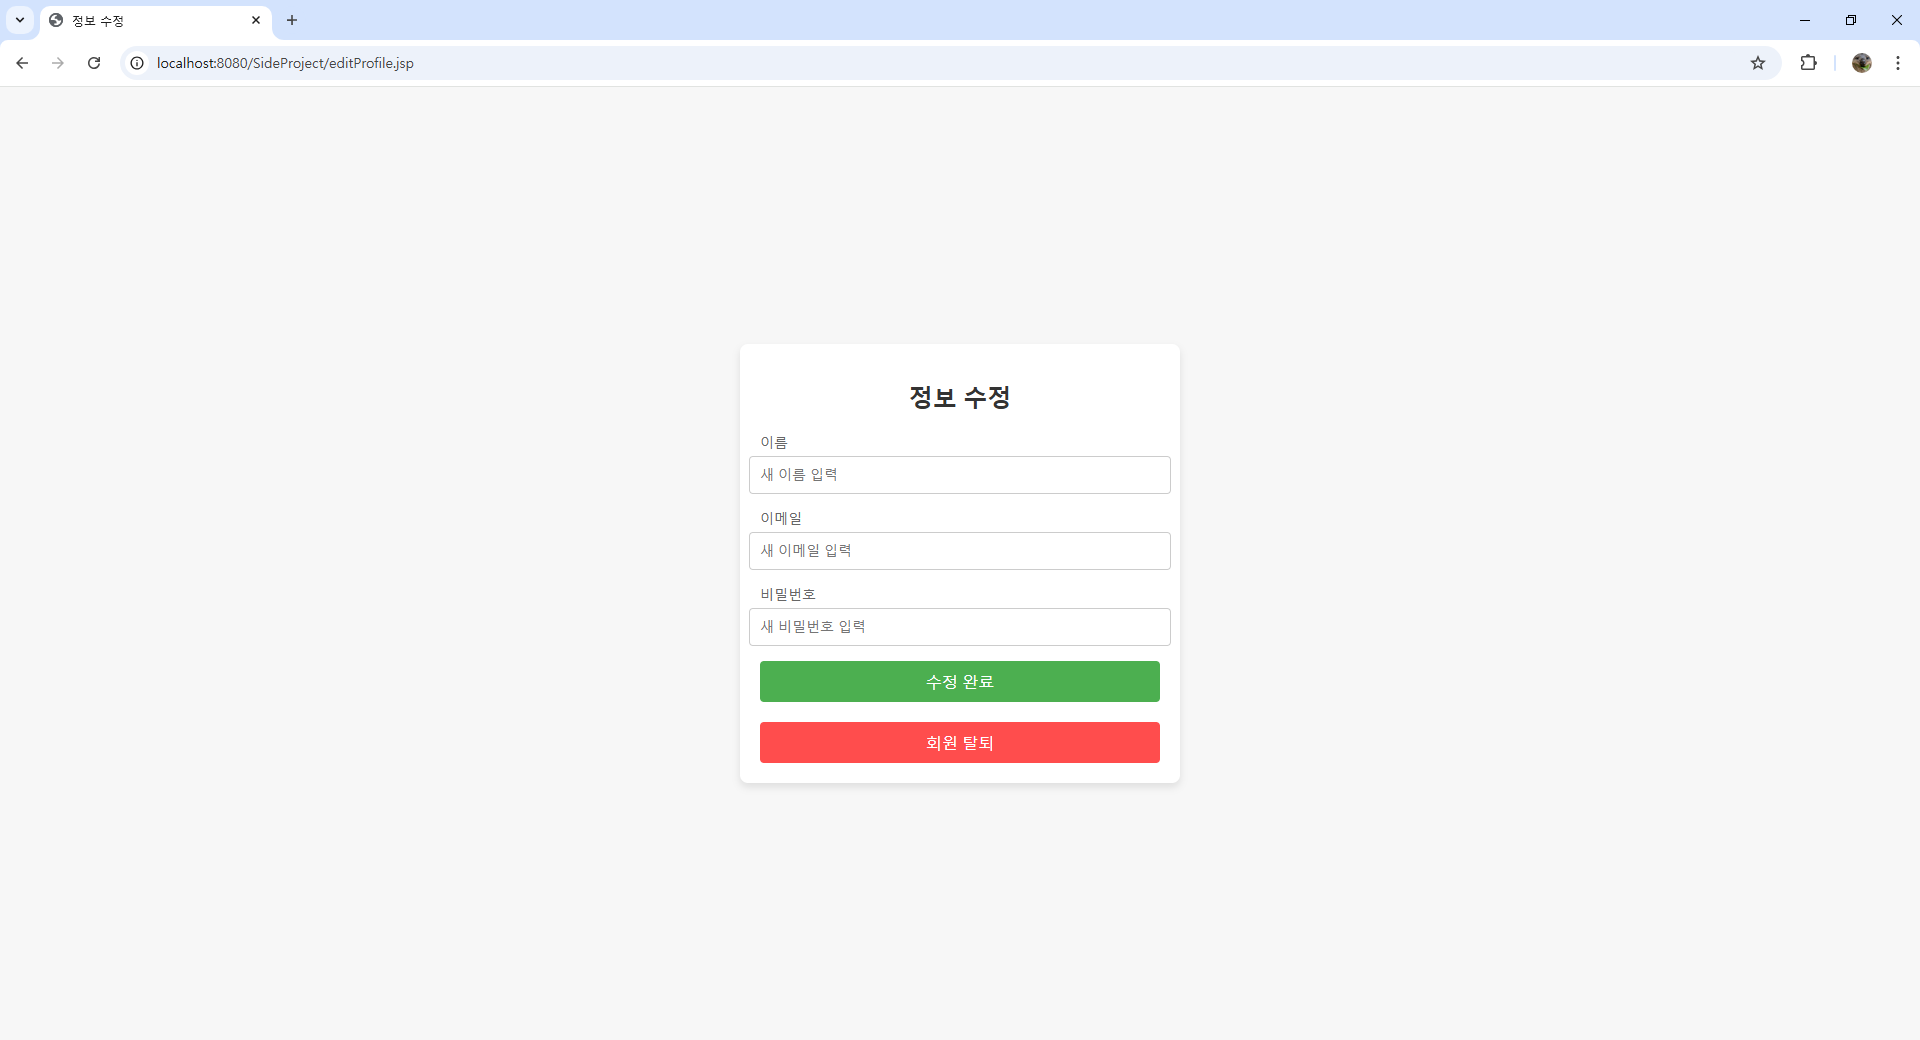 정보 수정
localhost:8080/SideProject/editProfile.jsp
정보 수정
이름
새 이름 입력
이메일
새 이메일 입력
비밀번호
새 비밀번호 입력
수정 완료
회원 탈퇴